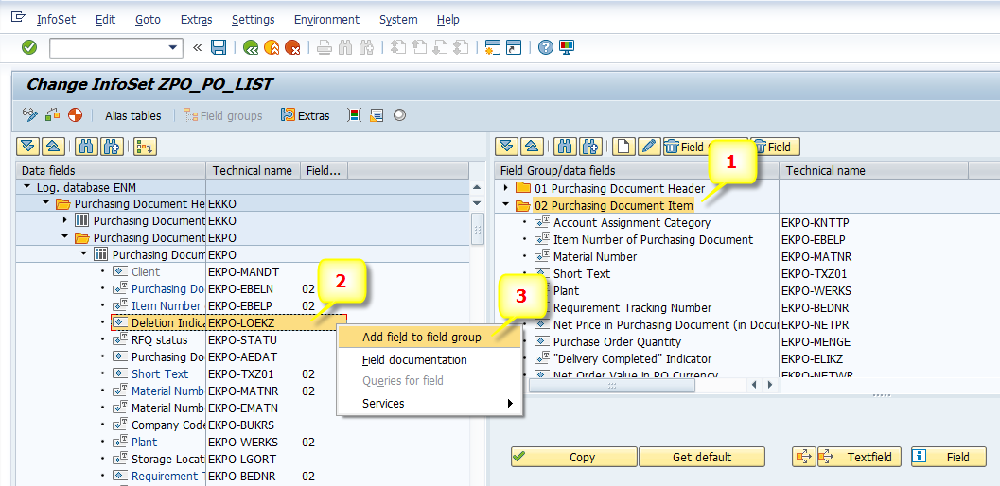 InfoSet Edit Goto Extras Settings Environment System Help
Change InfoSet ZPO_PO_LIST
Alias tables Field groups Extras
Field Field
Data fields Technical name Field...
Log. database ENM
Purchasing Document He EKKO
Purchasing Document EKKO
Purchasing Document EKPO
Purchasing Docum EKPO
Client EKPO-MANDT
Purchasing Do EKPO-EBELN 02
Item Number EKPO-EBELP 02
Deletion Indica EKPO-LOEKZ
RFQ status EKPO-STATU
Purchasing Do EKPO-AEDAT
Short Text EKPO-TXZ01 02
Material Numb EKPO-MATNR 02
Material Numb EKPO-EMATN
Company Code EKPO-BUKRS
Plant EKPO-WERKS 02
Storage Locat EKPO-LGORT
Requirement T EKPO-BEDNR 02
1
2
3
Add field to field group
Field documentation
Queries for field
Services
Field Group/data fields Technical name
01 Purchasing Document Header
02 Purchasing Document Item
Account Assignment Category EKPO-KNTTP
Item Number of Purchasing Document EKPO-EBELP
Material Number EKPO-MATNR
Short Text EKPO-TXZ01
Plant EKPO-WERKS
Requirement Tracking Number EKPO-BEDNR
Net Price in Purchasing Document (in Docu EKPO-NETPR
Purchase Order Quantity EKPO-MENGE
"Delivery Completed" Indicator EKPO-ELIKZ
Net Order Value in PO Currency EKPO-NETWR
Copy Get default Textfield Field